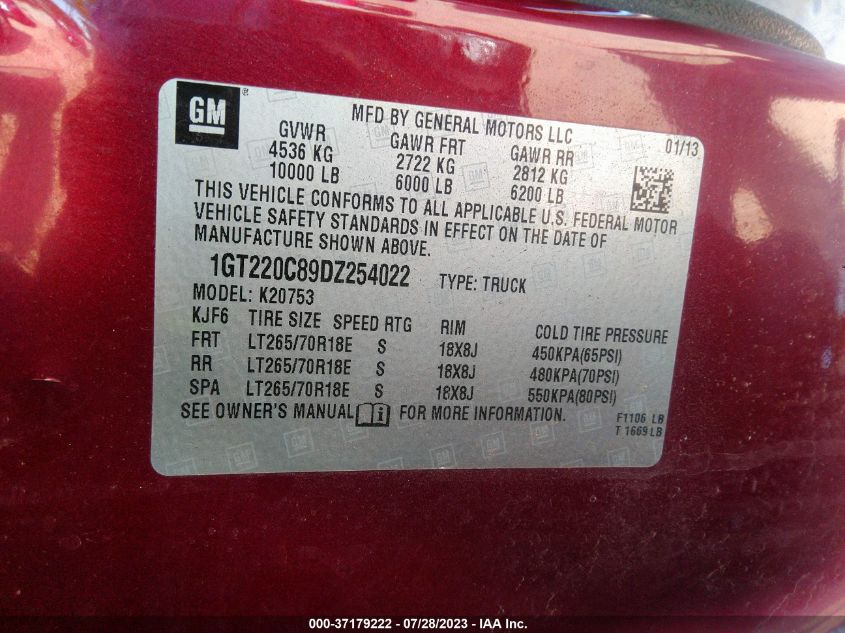 GM
MFD BY GENERAL MOTORS LLC
01/13
GVWR GAWR FRT GAWR RR
4536 KG 2722 KG 2812 KG
10000 LB 6000 LB 6200 LB
THIS VEHICLE CONFORMS TO ALL APPLICABLE U.S. FEDERAL MOTOR
VEHICLE SAFETY STANDARDS IN EFFECT ON THE DATE OF
MANUFACTURE SHOWN ABOVE.
1GT220C89DZ254022 TYPE: TRUCK
MODEL: K20753
KJF6 TIRE SIZE SPEED RTG RIM COLD TIRE PRESSURE
FRT LT265/70R18E S 18X8J 450KPA(65PSI)
RR LT265/70R18E S 18X8J 480KPA(70PSI)
SPA LT265/70R18E S 18X8J 550KPA(80PSI)
SEE OWNER'S MANUAL FOR MORE INFORMATION.
F1106 LB
T 1669 LB
000-37179222 - 07/28/2023 - www.iaai.com